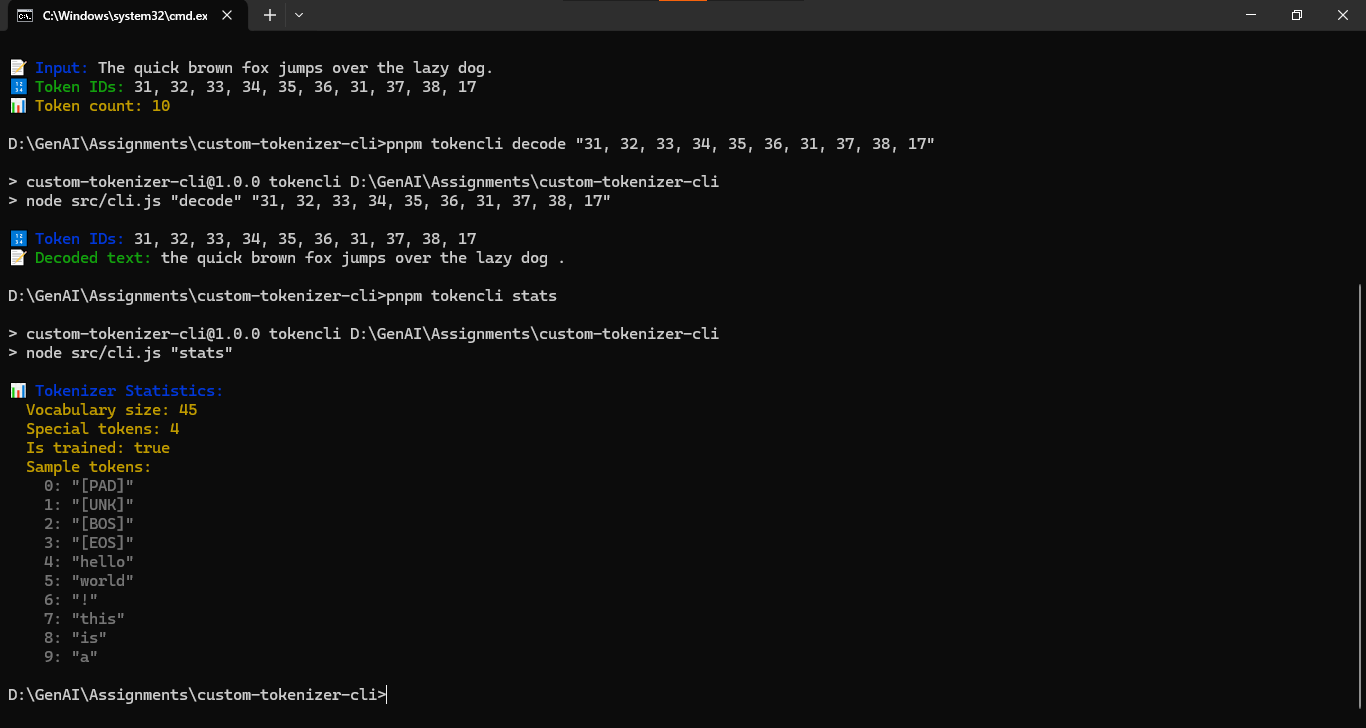 C:\Windows\system32\cmd.ex
Input: The quick brown fox jumps over the lazy dog.
Token IDs: 31, 32, 33, 34, 35, 36, 31, 37, 38, 17
Token count: 10
D:\GenAI\Assignments\custom-tokenizer-cli>pnpm tokencli decode "31, 32, 33, 34, 35, 36, 31, 37, 38, 17"
> custom-tokenizer-cli@1.0.0 tokencli D:\GenAI\Assignments\custom-tokenizer-cli
> node src/cli.js "decode" "31, 32, 33, 34, 35, 36, 31, 37, 38, 17"
Token IDs: 31, 32, 33, 34, 35, 36, 31, 37, 38, 17
Decoded text: the quick brown fox jumps over the lazy dog .
D:\GenAI\Assignments\custom-tokenizer-cli>pnpm tokencli stats
> custom-tokenizer-cli@1.0.0 tokencli D:\GenAI\Assignments\custom-tokenizer-cli
> node src/cli.js "stats"
Tokenizer Statistics:
Vocabulary size: 45
Special tokens: 4
Is trained: true
Sample tokens:
0: "[PAD]"
1: "[UNK]"
2: "[BOS]"
3: "[EOS]"
4: "hello"
5: "world"
6: "!"
7: "this"
8: "is"
9: "a"
D:\GenAI\Assignments\custom-tokenizer-cli>